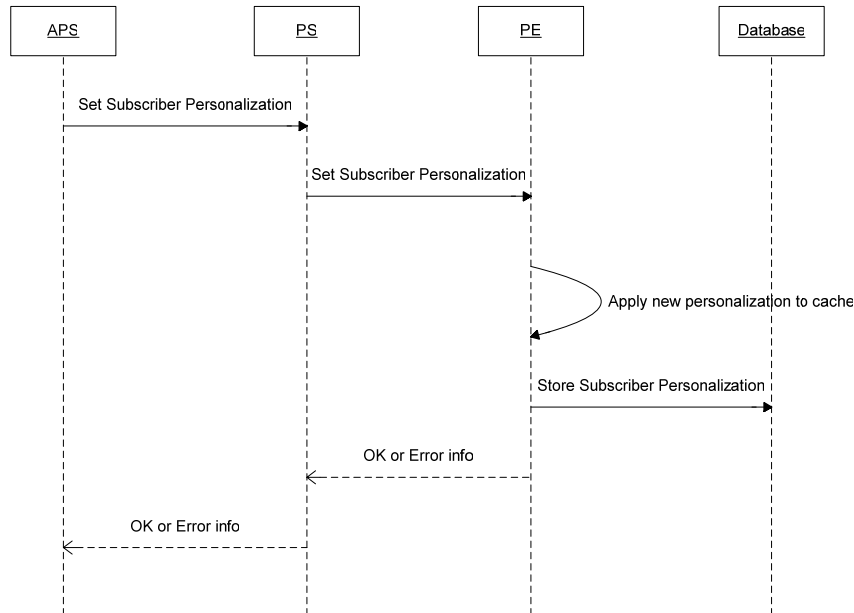 APS
PS
PE
Database
Set Subscriber Personalization
Set Subscriber Personalization
Apply new personalization to cache
Store Subscriber Personalization
OK or Error info
OK or Error info